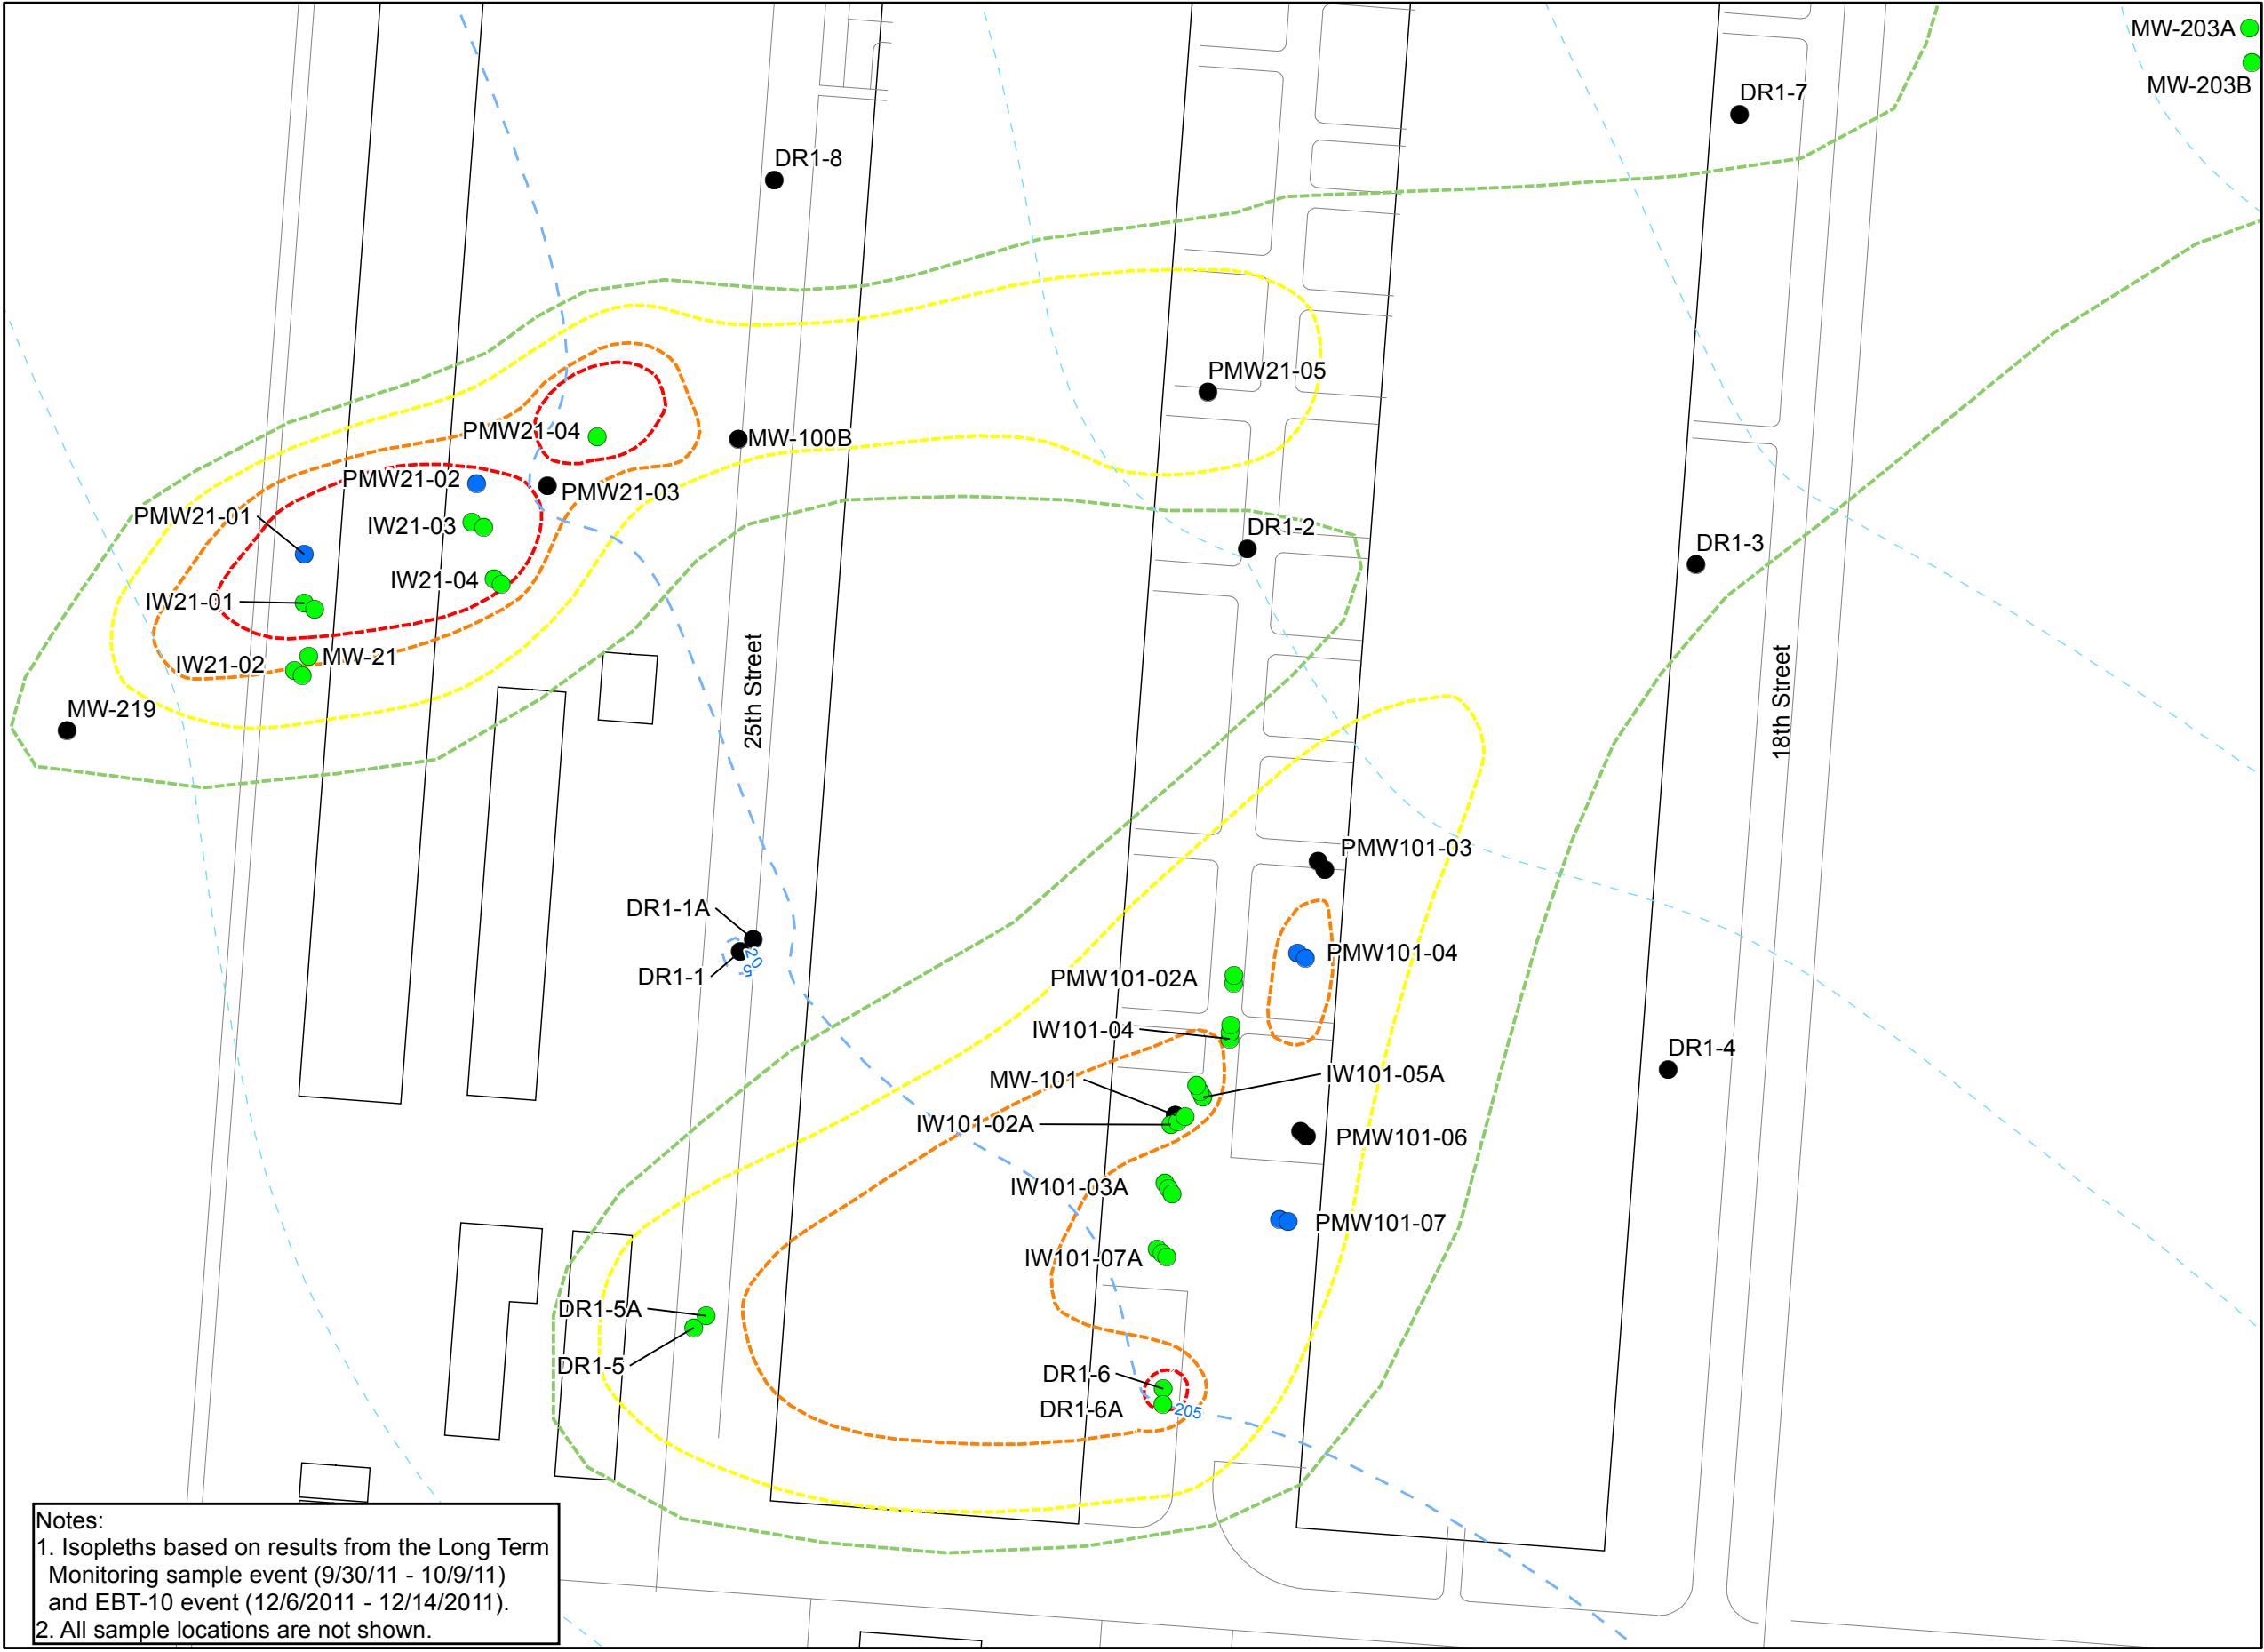 MW-203A
MW-203B
DR1-7
DR1-8
PMW21-05
PMW21-04
MW-100B
PMW21-02
PMW21-03
PMW21-01
IW21-03
DR1-2
DR1-3
IW21-04
IW21-01
MW-21
IW21-02
MW-219
25th Street
18th Street
PMW101-03
DR1-1A
205
DR1-1
PMW101-04
PMW101-02A
IW101-04
DR1-4
MW-101
IW101-05A
IW101-02A
PMW101-06
IW101-03A
PMW101-07
IW101-07A
DR1-5A
DR1-5
DR1-6
DR1-6A
205
Notes:
1. Isopleths based on results from the Long Term
Monitoring sample event (9/30/11 - 10/9/11)
and EBT-10 event (12/6/2011 - 12/14/2011).
2. All sample locations are not shown.